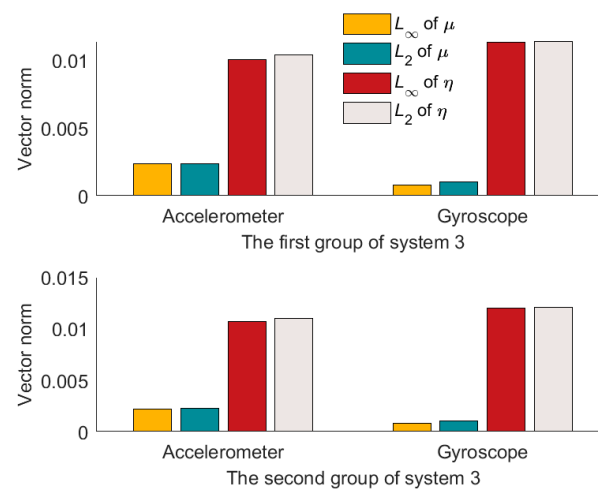 L∞ of μ
L2 of μ
L∞ of η
L2 of η
Vector norm
0.01
0.005
0
Accelerometer Gyroscope
The first group of system 3
Vector norm
0.015
0.01
0.005
0
Accelerometer Gyroscope
The second group of system 3